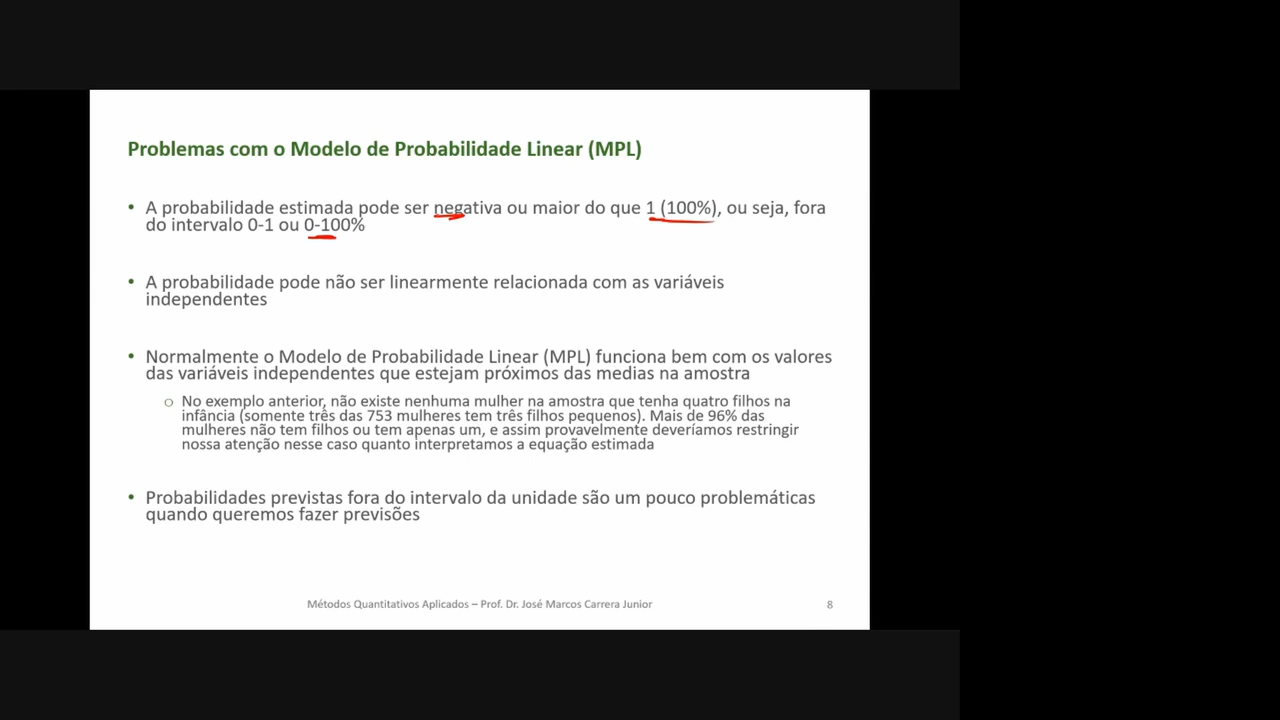 Problemas com o Modelo de Probabilidade Linear (MPL)
• A probabilidade estimada pode ser negativa ou maior do que 1 (100%), ou seja, fora
do intervalo 0-1 ou 0-100%
• A probabilidade pode não ser linearmente relacionada com as variáveis
independentes
• Normalmente o Modelo de Probabilidade Linear (MPL) funciona bem com os valores
das variáveis independentes que estejam próximos das medias na amostra
o No exemplo anterior, não existe nenhuma mulher na amostra que tenha quatro filhos na
infância (somente três das 753 mulheres tem três filhos pequenos). Mais de 96% das
mulheres não tem filhos ou tem apenas um, e assim provavelmente deveríamos restringir
nossa atenção nesse caso quanto interpretamos a equação estimada
• Probabilidades previstas fora do intervalo da unidade são um pouco problemáticas
quando queremos fazer previsões
Métodos Quantitativos Aplicados – Prof. Dr. José Marcos Carrera Junior
8